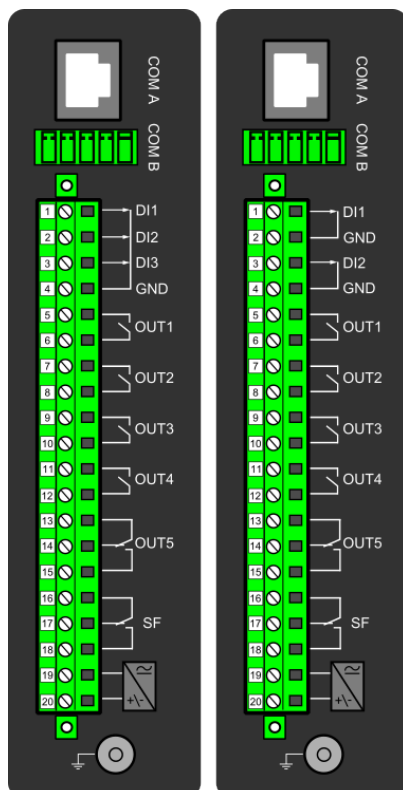 COM A
COM B
1 DI1
2 DI2
3 DI3
4 GND
5
OUT1
6
7
OUT2
8
9
OUT3
10
11
OUT4
12
13
14 OUT5
15
16
17 SF
18
19
20 +/-
COM A
COM B
1 DI1
2 GND
3 DI2
4 GND
5
OUT1
6
7
OUT2
8
9
OUT3
10
11
OUT4
12
13
14 OUT5
15
16
17 SF
18
19
20 +/-